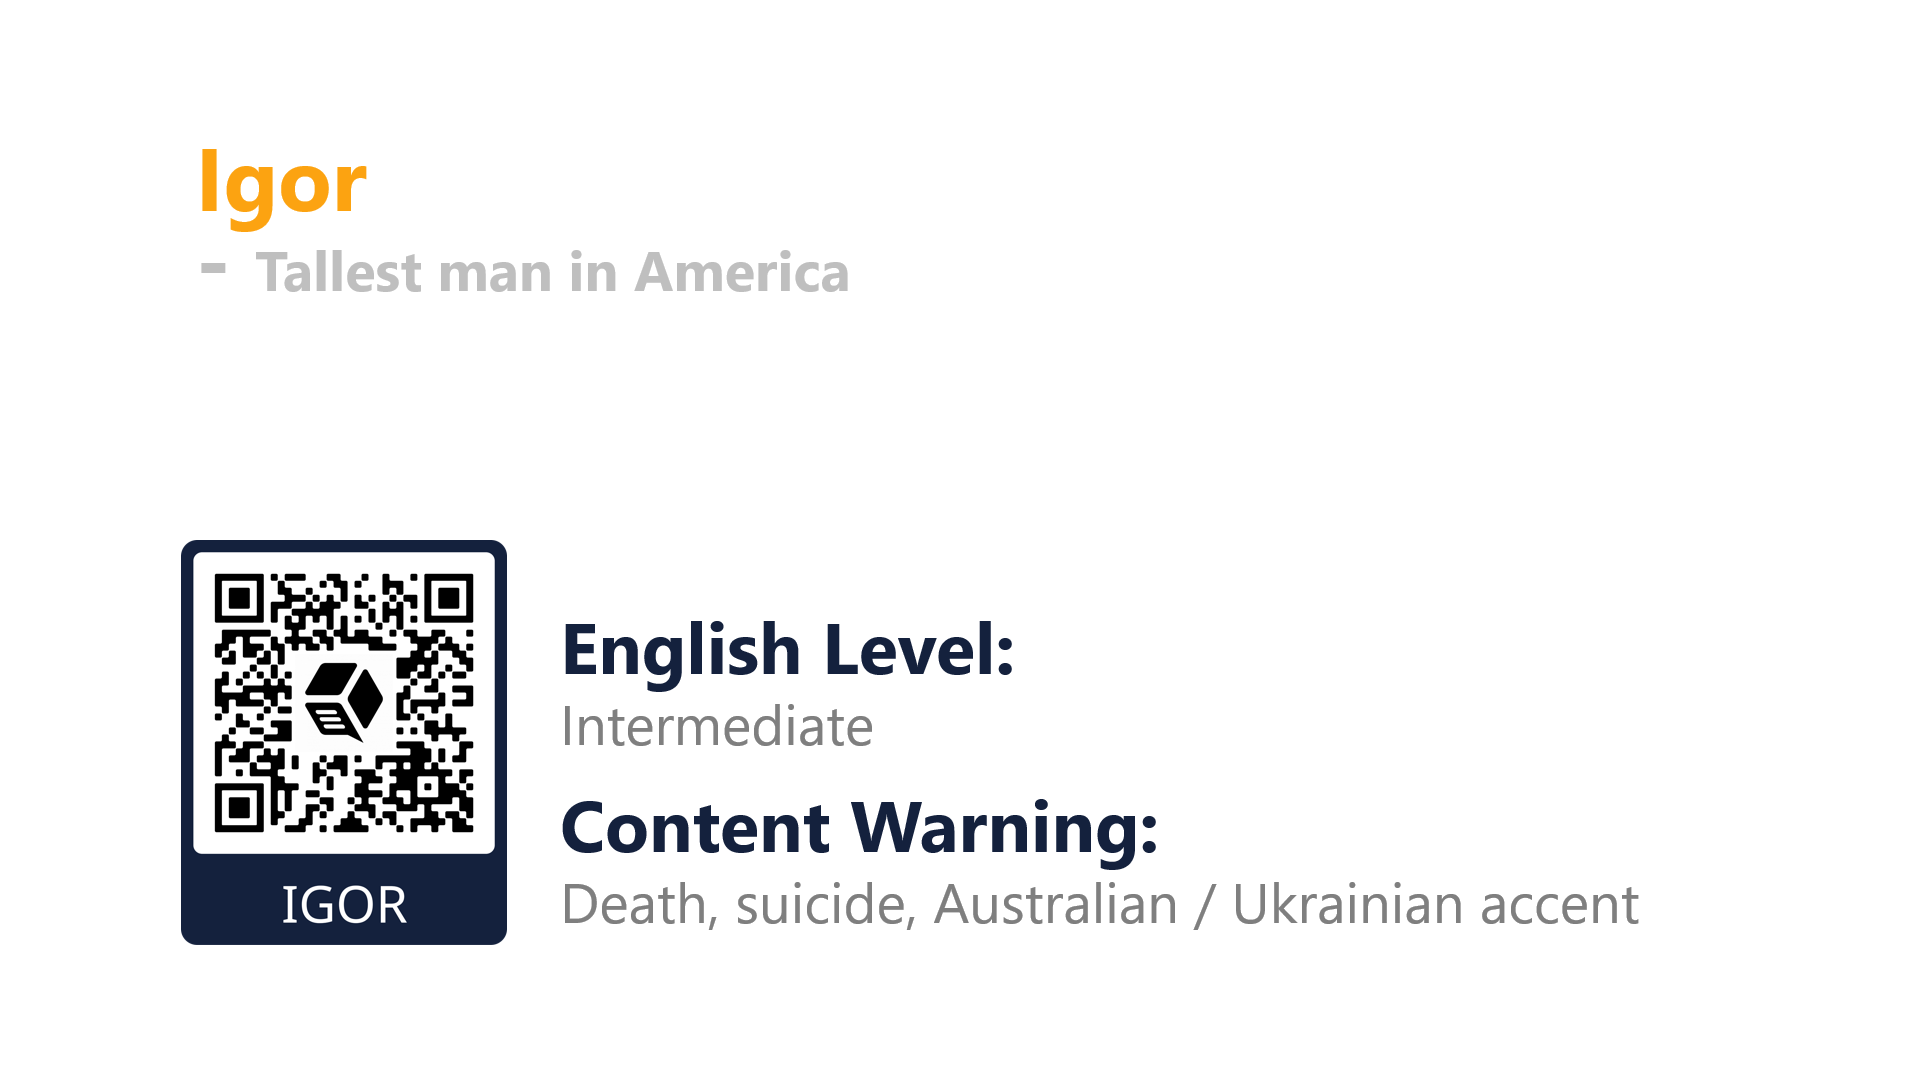 Igor
- Tallest man in America
English Level:
Intermediate
Content Warning:
Death, suicide, Australian / Ukrainian accent
IGOR